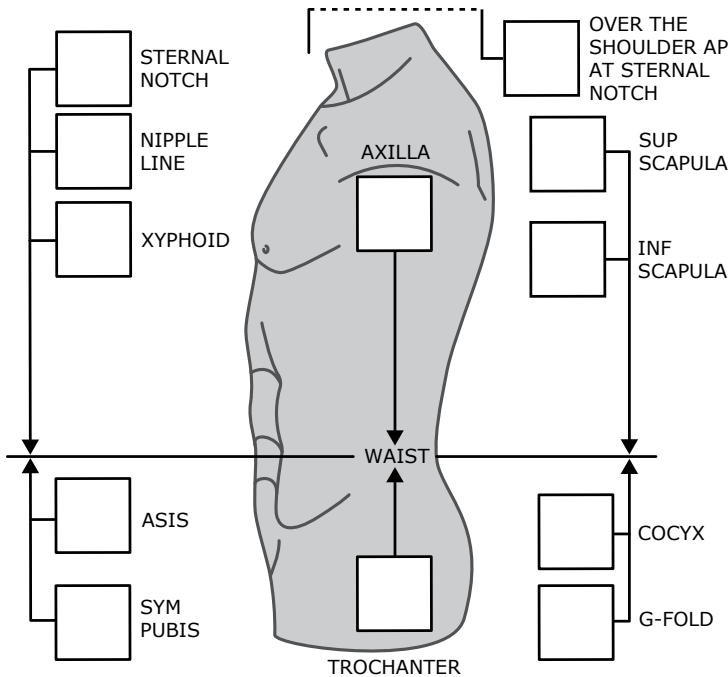 STERNAL
NOTCH
OVER THE
SHOULDER AP
AT STERNAL
NOTCH
NIPPLE
LINE
AXILLA
SUP
SCAPULA
XYPHOID
INF
SCAPULA
WAIST
ASIS
COCYX
SYM
PUBIS
G-FOLD
TROCHANTER